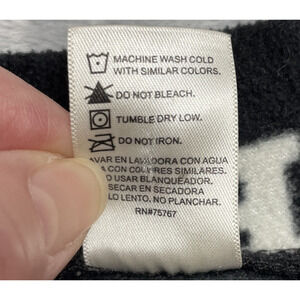 MACHINE WASH COLD
WITH SIMILAR COLORS.
DO NOT BLEACH.
TUMBLE DRY LOW.
DO NOT IRON.
AVAR EN LAVADORA CON AGUA
CON COLORES SIMILARES.
USAR BLANQUEADOR.
SECAR EN SECADORA
LO LENTO, NO PLANCHAR.
RN#75767